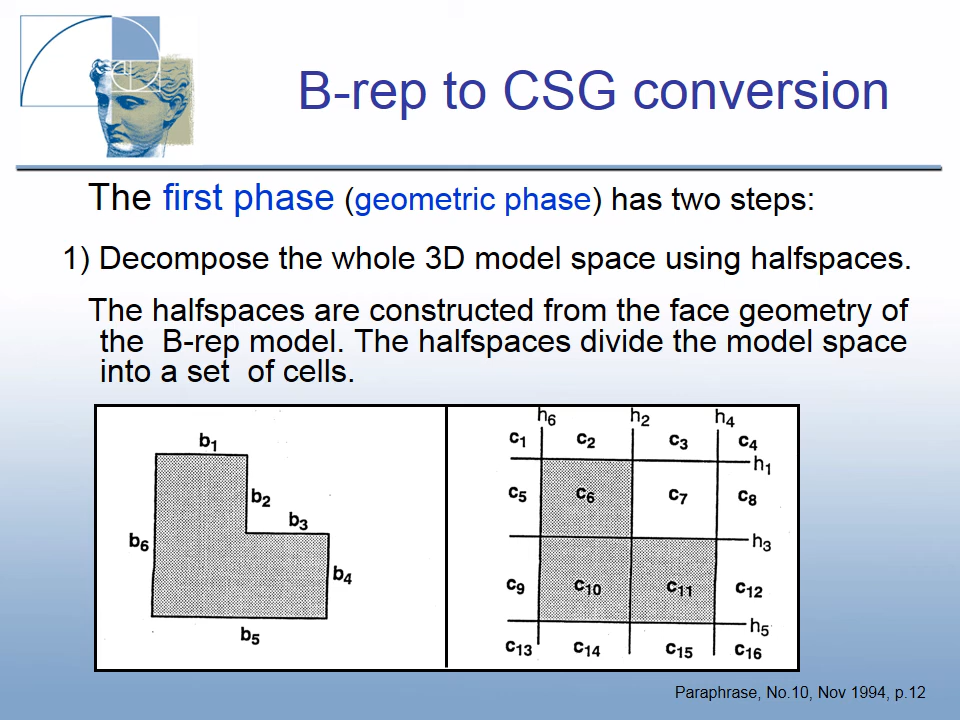 B-rep to CSG conversion
The first phase (geometric phase) has two steps:
1) Decompose the whole 3D model space using halfspaces.
The halfspaces are constructed from the face geometry of
the B-rep model. The halfspaces divide the model space
into a set of cells.
b1
b2
b3
b6
b4
b5
h6 h2 h4
c1 c2 c3 c4
h1
c5 c6 c7 c8
h3
c9 c10 c11 c12
h5
c13 c14 c15 c16
Paraphrase, No.10, Nov 1994, p.12